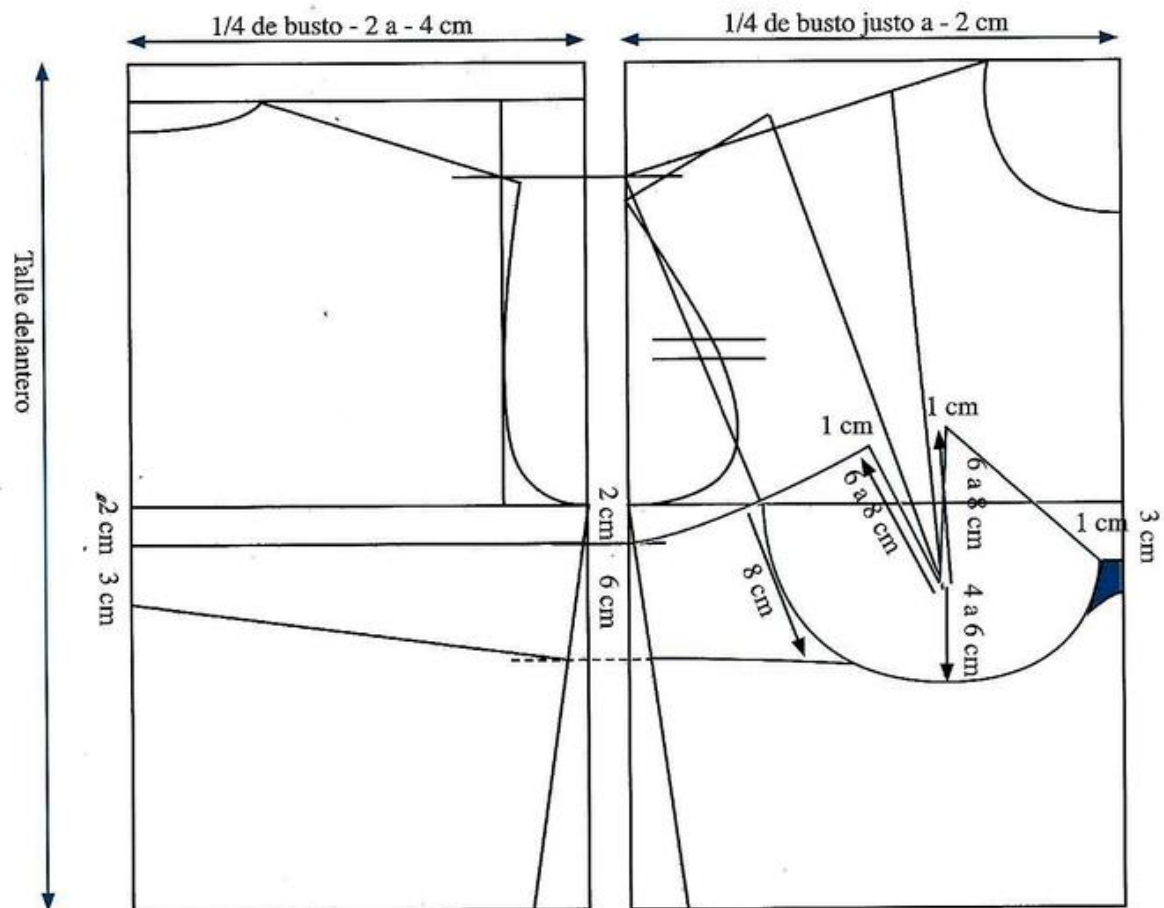 1/4 de busto - 2 a - 4 cm
1/4 de busto justo a - 2 cm
Talle delantero
1 cm
1 cm
6 a 8 cm
6 a 8 cm
1 cm
3 cm
2 cm
2 cm
3 cm
6 cm
8 cm
4 a 6 cm